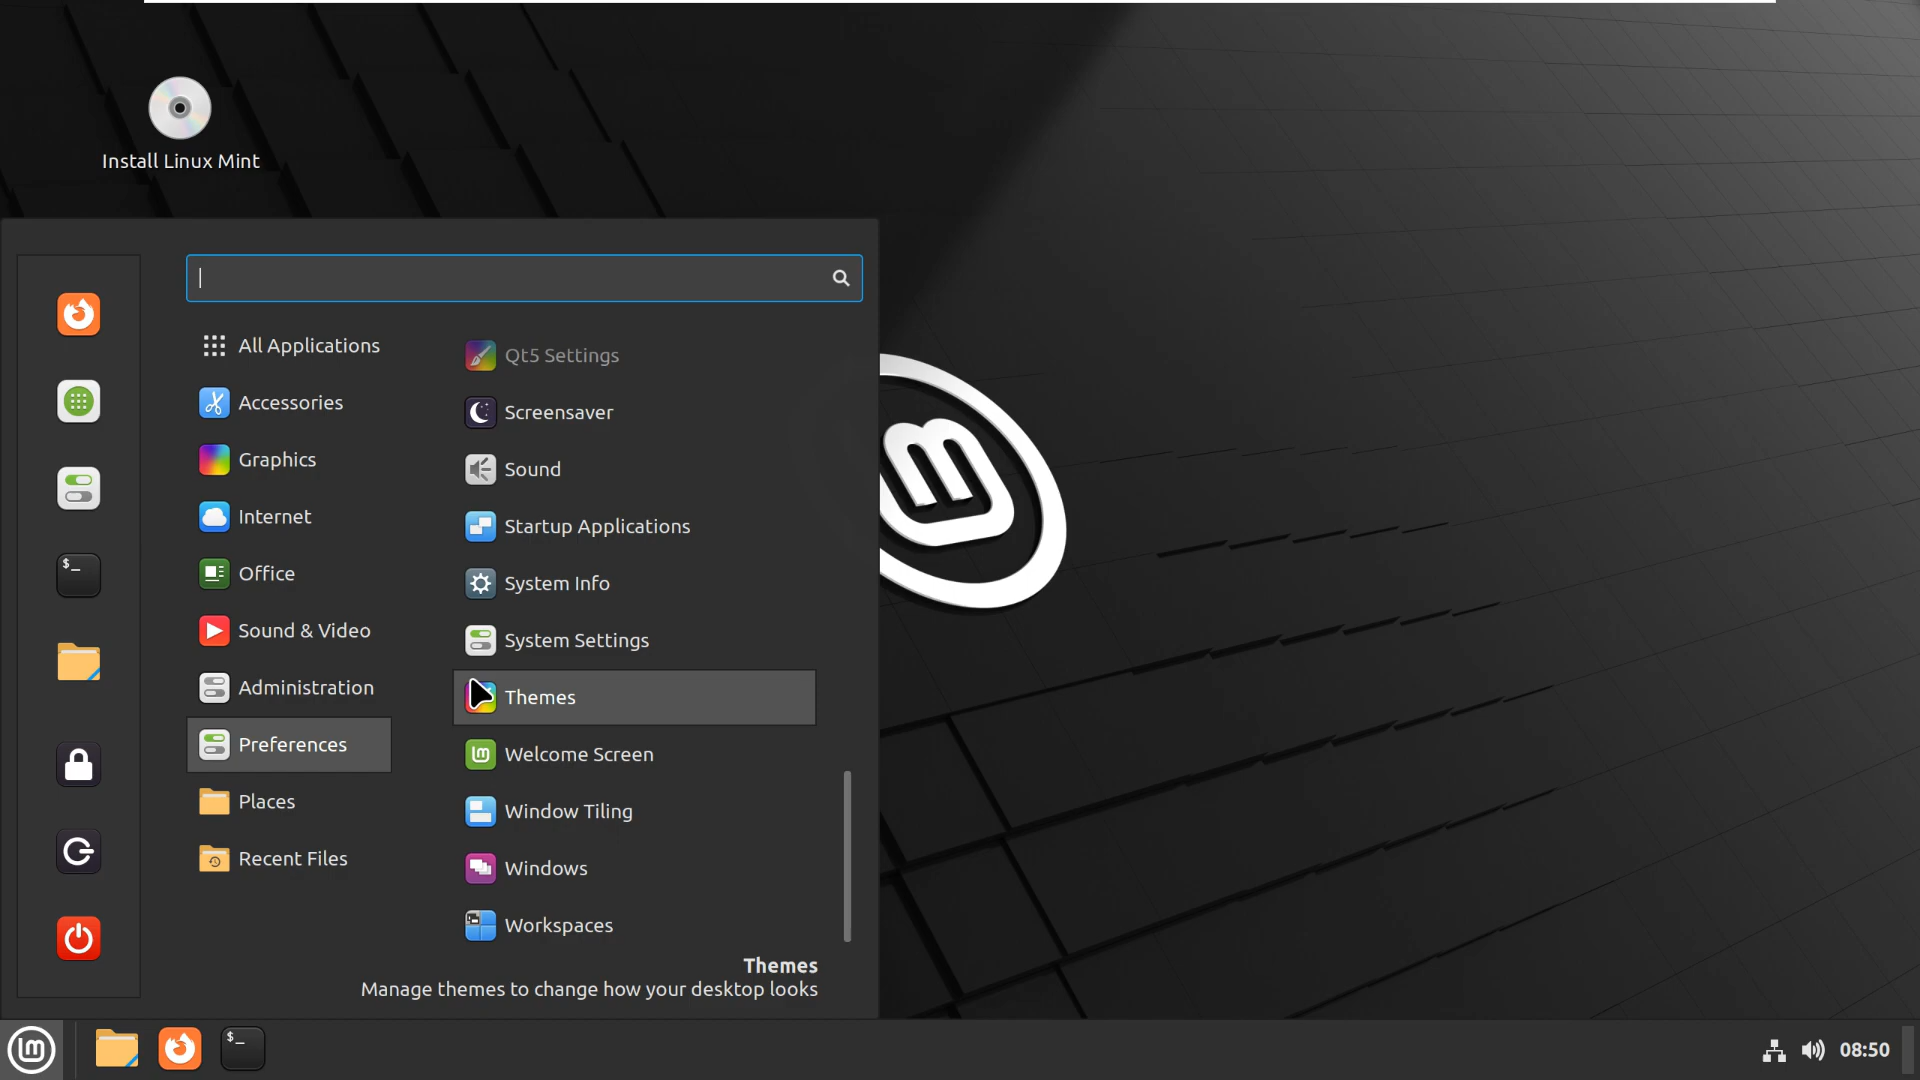 Install Linux Mint
All Applications
Accessories
Graphics
Internet
Office
Sound & Video
Administration
Preferences
Places
Recent Files
Qt5 Settings
Screensaver
Sound
Startup Applications
System Info
System Settings
Themes
Welcome Screen
Window Tiling
Windows
Workspaces
Themes
Manage themes to change how your desktop looks
$_
$_
08:50